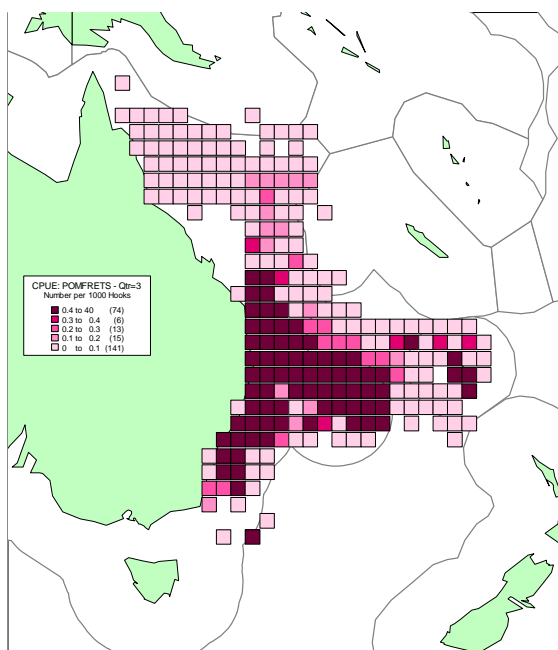 CPUE: POMFRETS - Qtr=3
Number per 1000 Hooks
0.4 to 40 (74)
0.3 to 0.4 (6)
0.2 to 0.3 (13)
0.1 to 0.2 (15)
0 to 0.1 (141)